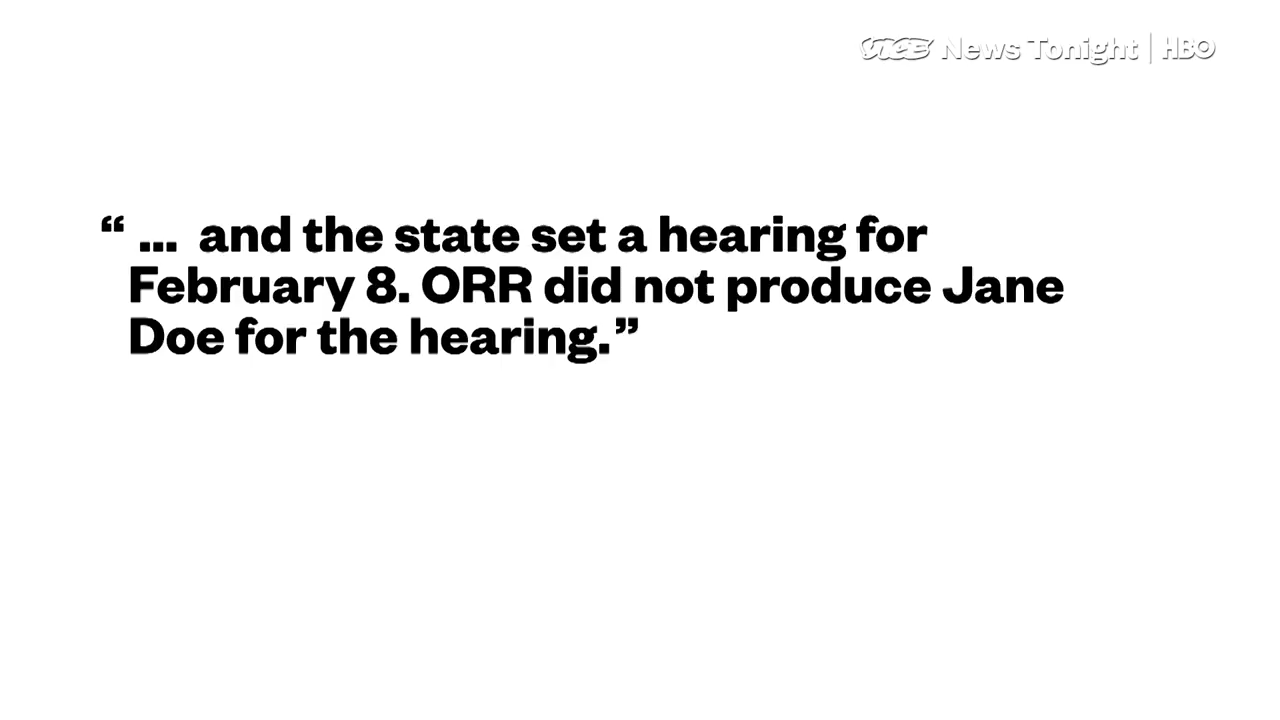 VICE News Tonight | HBO
“ ... and the state set a hearing for
February 8. ORR did not produce Jane
Doe for the hearing.”